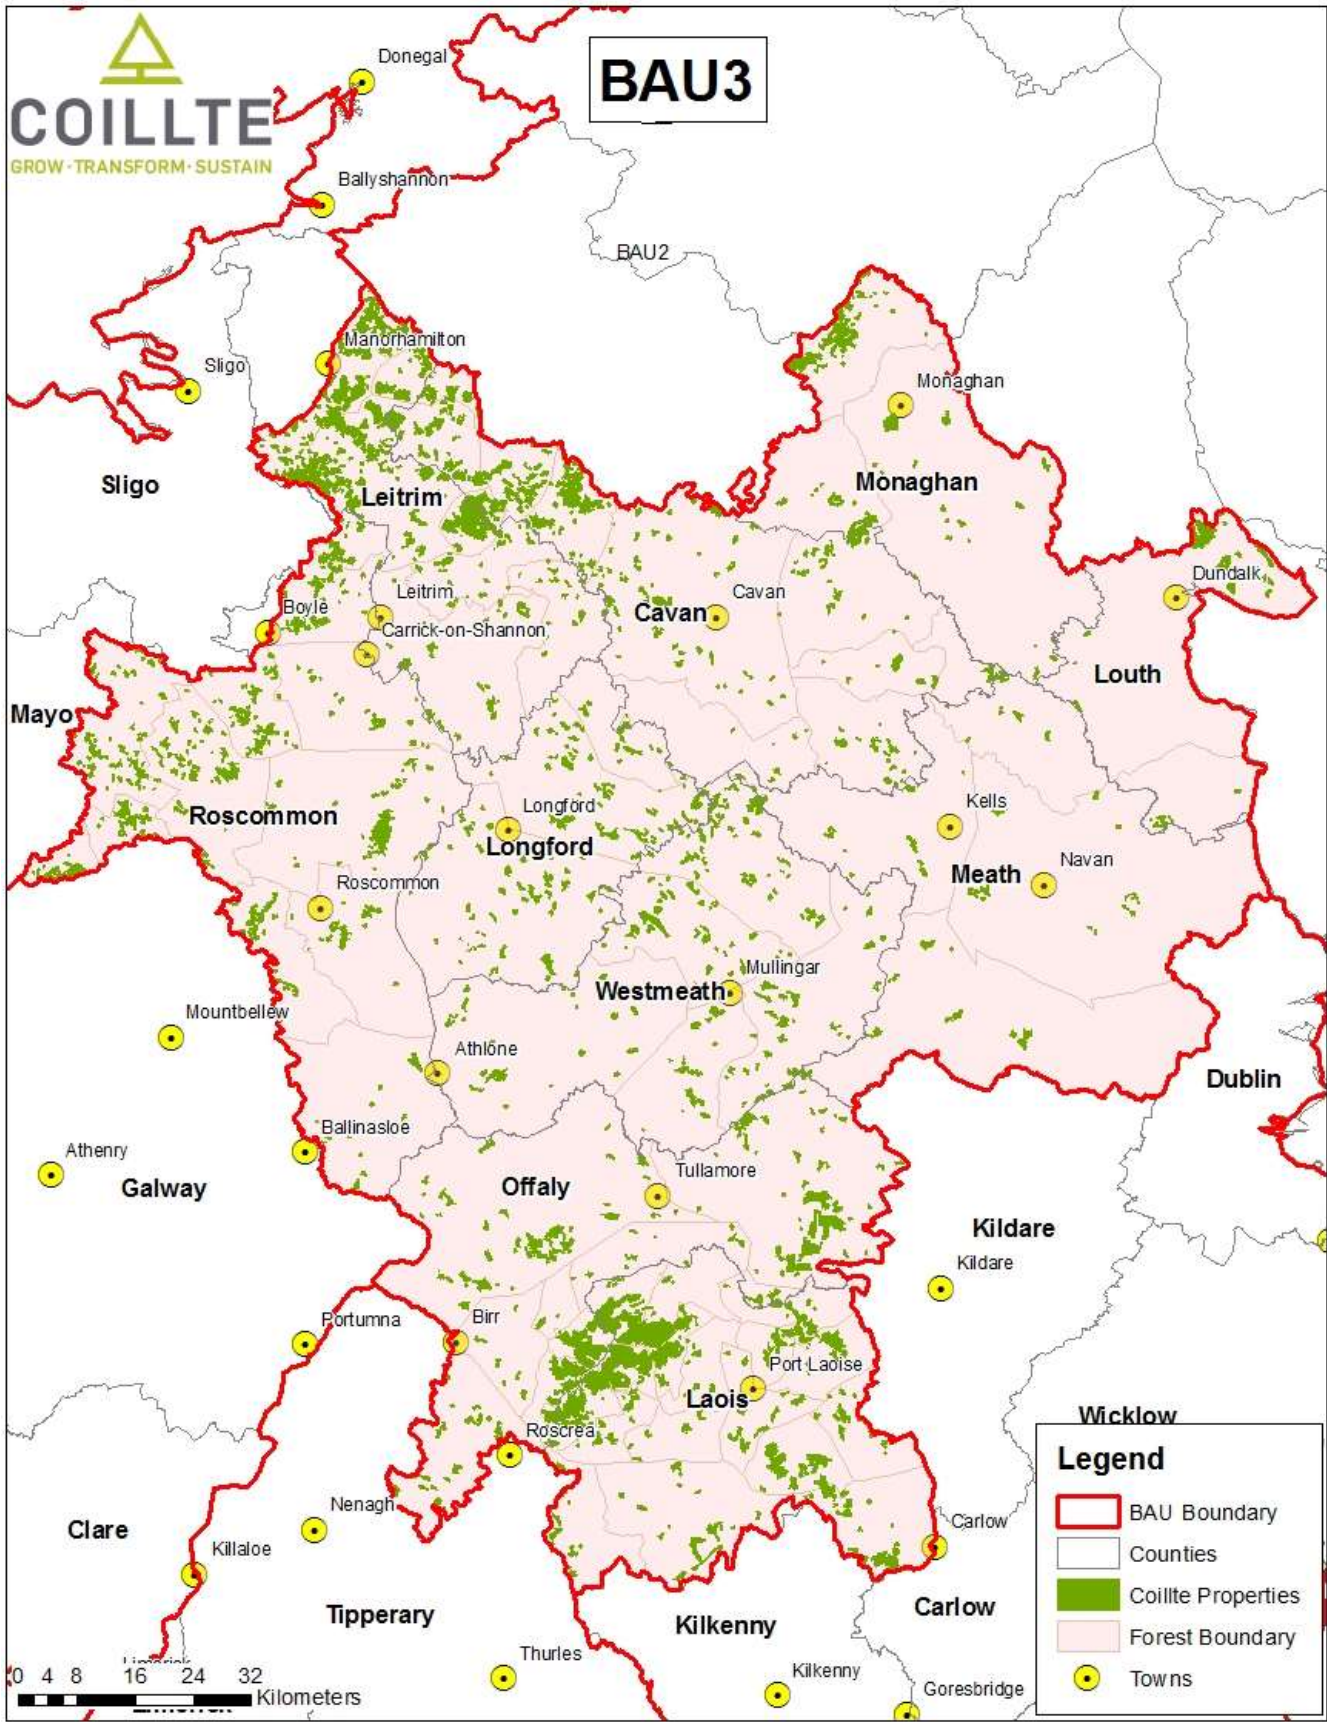 Donegal
BAU3
COILLTE
GROW·TRANSFORM·SUSTAIN
Ballyshannon
BAU2
Manorhamilton
Sligo
Monaghan
Sligo
Leitrim
Monaghan
Dundalk
Leitrim
Cavan
Boyle
Cavan
Carrick-on-Shannon
Louth
Mayo
Longford
Kells
Roscommon
Longford
Navan
Meath
Roscommon
Mullingar
Westmeath
Mountbellew
Athlone
Dublin
Ballinasloe
Athenry
Tullamore
Galway
Offaly
Kildare
Kildare
Portumna
Birr
Port Laoise
Laois
Wicklow
Roscrea
Legend
Nenagh
BAU Boundary
Carlow
Clare
Killaloe
Counties
Coillte Properties
Tipperary
Carlow
Kilkenny
Forest Boundary
Thurles
Kilkenny
Towns
Limerick
0 4 8 16 24 32
Kilometers
Goresbridge